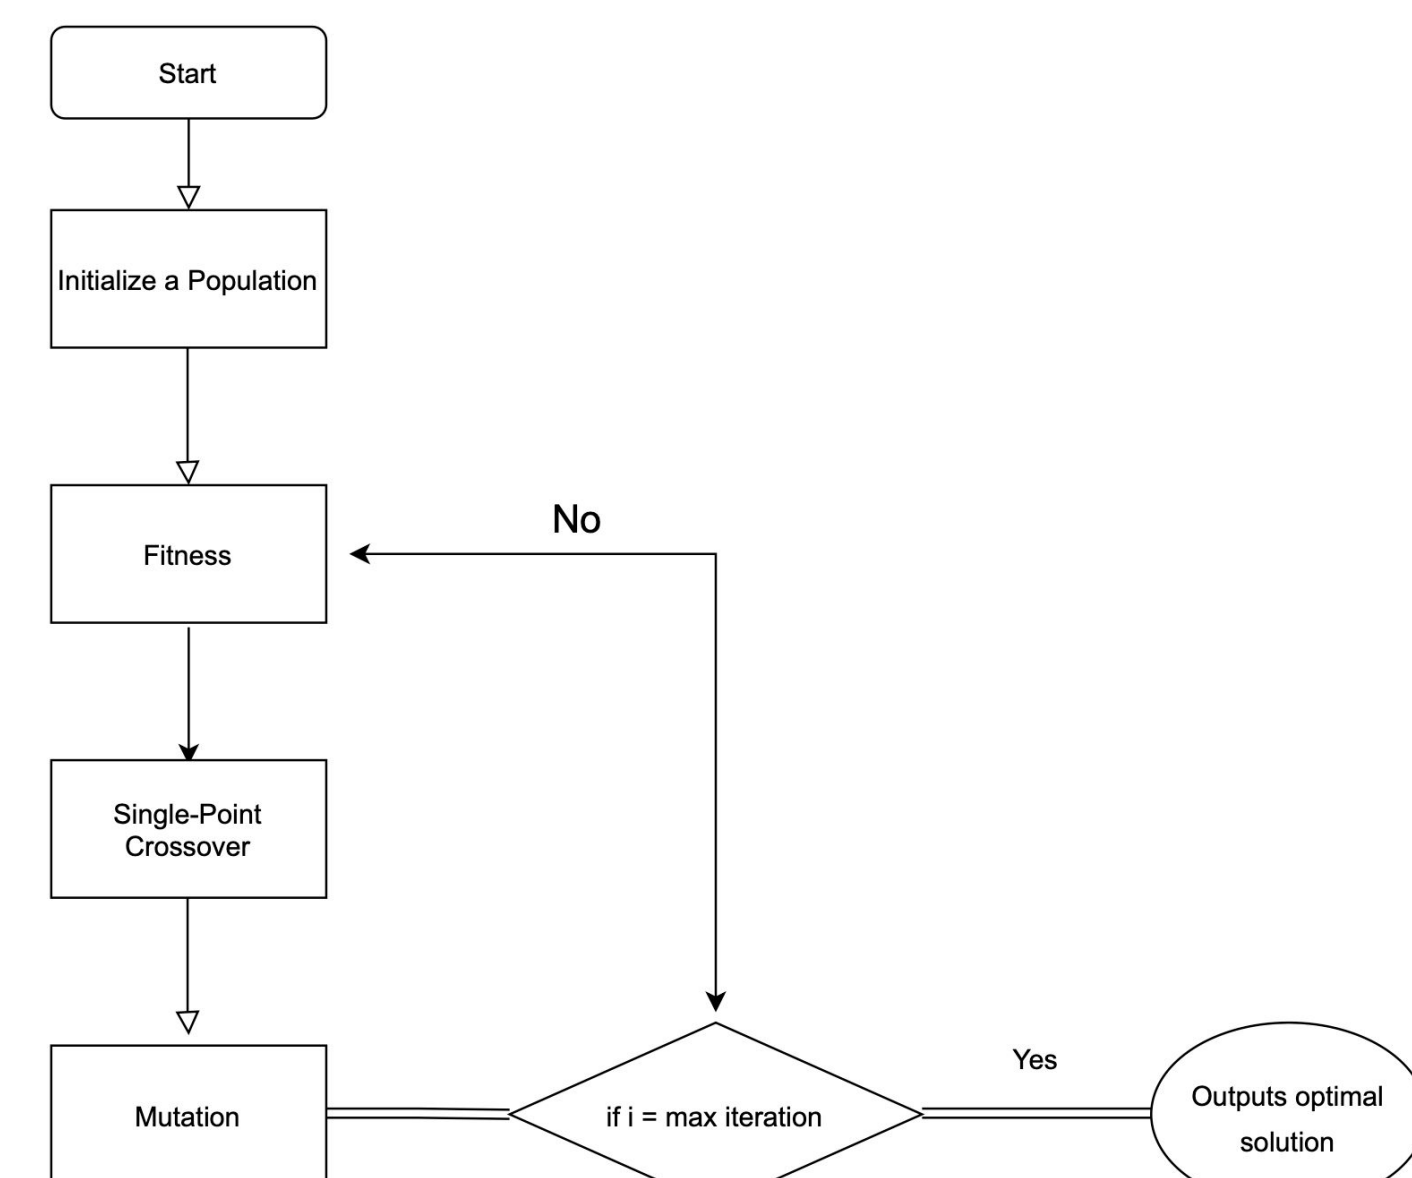 Start
Initialize a Population
Fitness
No
Single-Point
Crossover
Mutation
if i = max iteration
Yes
Outputs optimal
solution